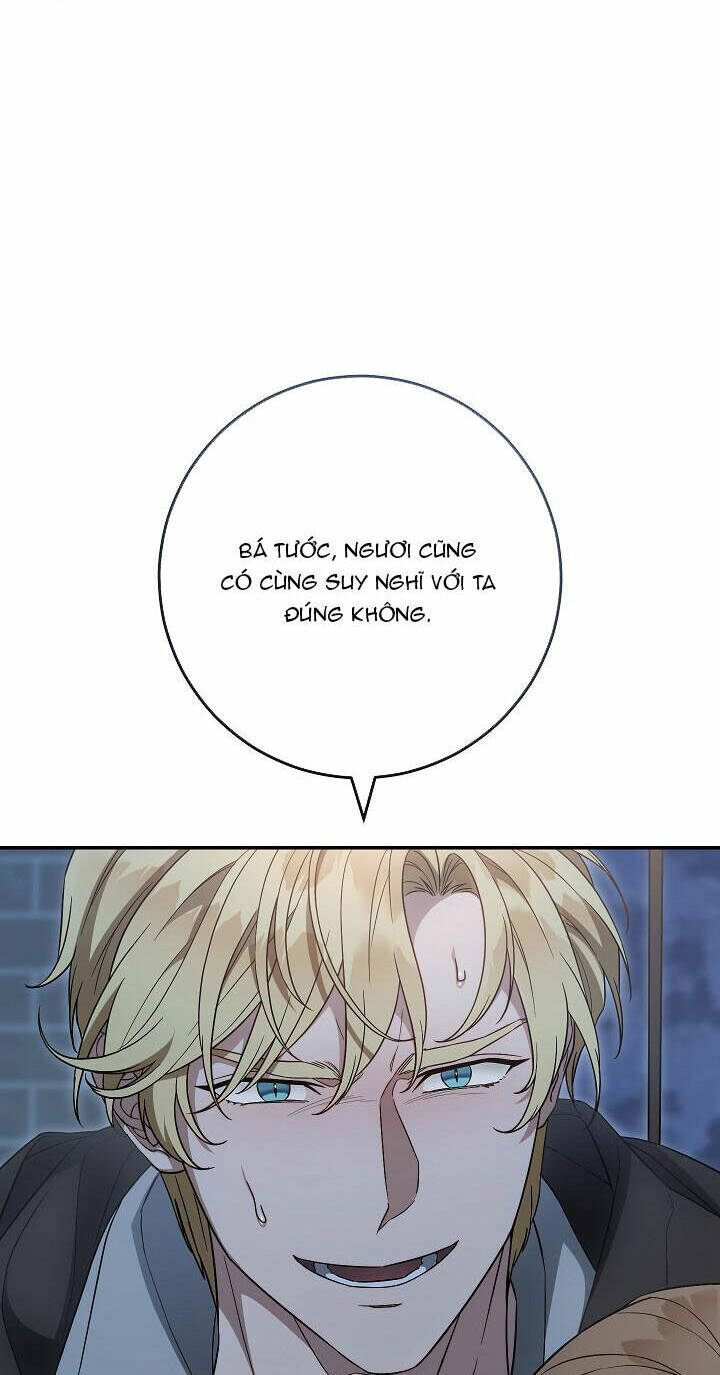 BÁ TƯỚC, NGƯƠI CŨNG
CÓ CÙNG SUY NGHĨ VỚI TA
ĐÚNG KHÔNG.